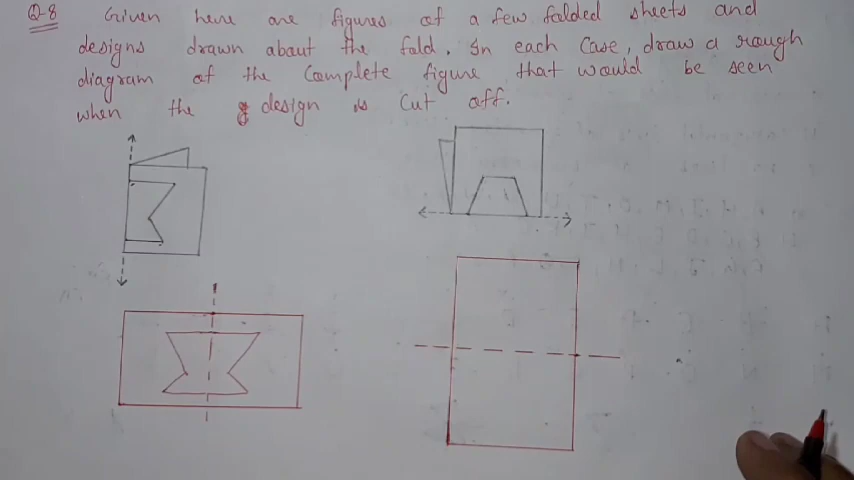 Q-8 Given here are figures of a few folded sheets and
designs drawn about the fold. In each case, draw a rough
diagram of the complete figure that would be seen
when the design is cut off.